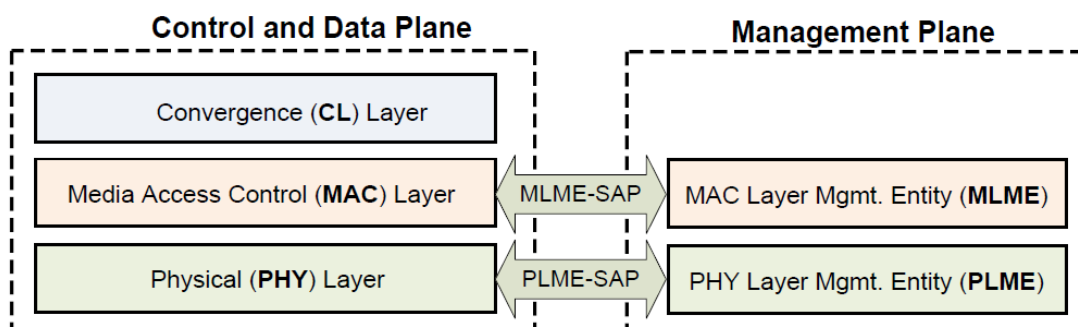 Control and Data Plane
Management Plane
Convergence (CL) Layer
Media Access Control (MAC) Layer
MLME-SAP
MAC Layer Mgmt. Entity (MLME)
Physical (PHY) Layer
PLME-SAP
PHY Layer Mgmt. Entity (PLME)